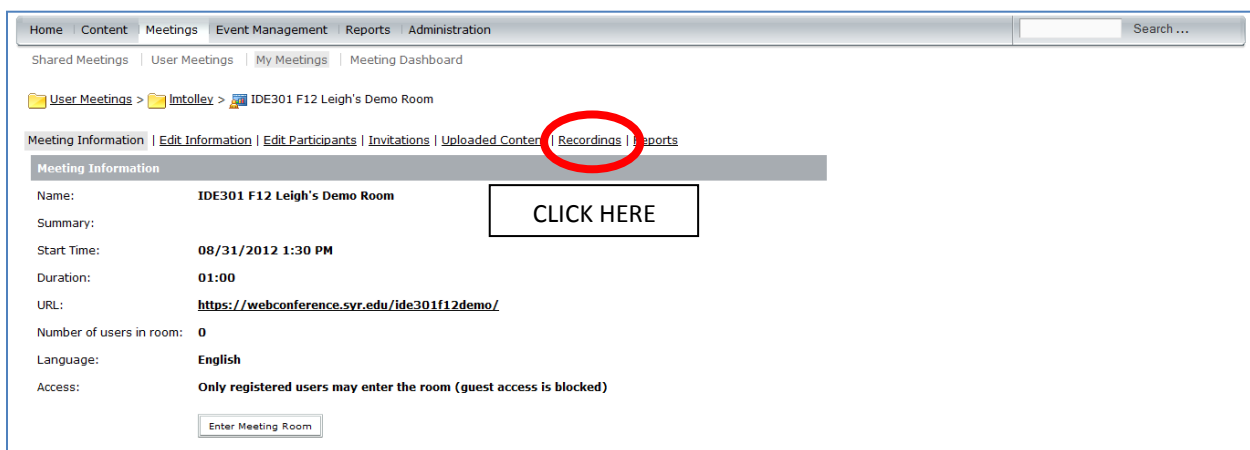 Home | Content | Meetings | Event Management | Reports | Administration Search ...
Shared Meetings | User Meetings | My Meetings | Meeting Dashboard
User Meetings > lmtolley > IDE301 F12 Leigh's Demo Room
Meeting Information | Edit Information | Edit Participants | Invitations | Uploaded Content | Recordings | Reports
Meeting Information
Name: IDE301 F12 Leigh's Demo Room
CLICK HERE
Summary:
Start Time: 08/31/2012 1:30 PM
Duration: 01:00
URL: https://webconference.syr.edu/ide301f12demo/
Number of users in room: 0
Language: English
Access: Only registered users may enter the room (guest access is blocked)
Enter Meeting Room